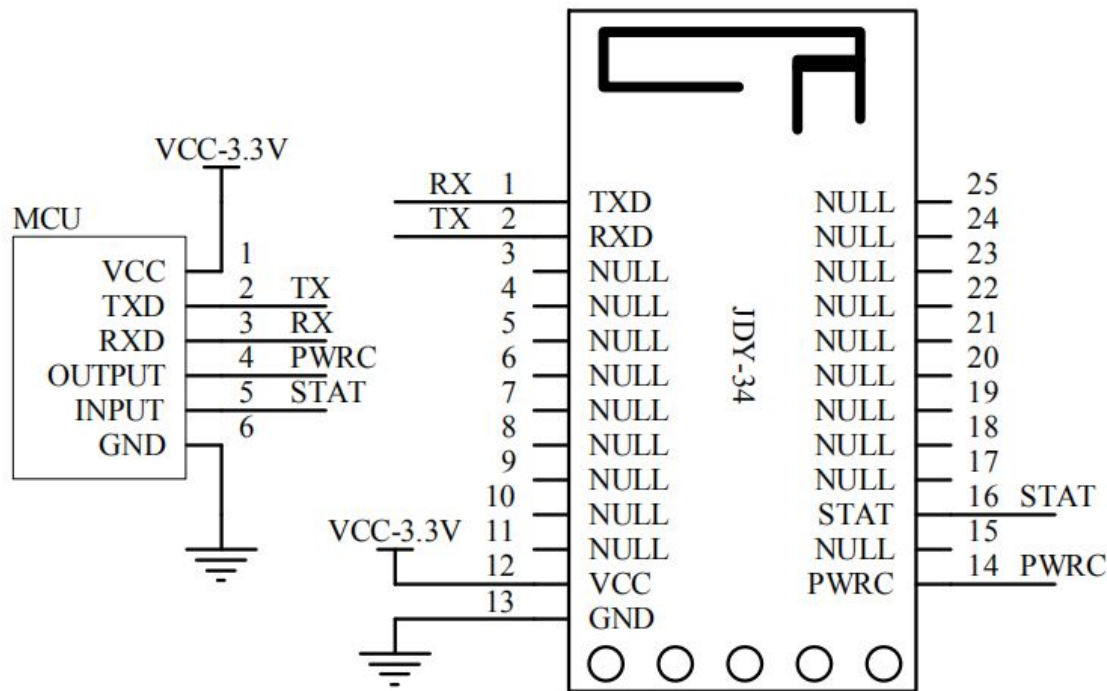 VCC-3.3V
MCU
VCC 1
TXD 2 TX
RXD 3 RX
OUTPUT 4 PWRC
INPUT 5 STAT
GND 6
RX 1 TXD
TX 2 RXD
3 NULL
4 NULL
5 NULL
6 NULL
7 NULL
8 NULL
9 NULL
10 NULL
11 NULL
VCC-3.3V
12 VCC
13 GND
JDY-34
NULL 25
NULL 24
NULL 23
NULL 22
NULL 21
NULL 20
NULL 19
NULL 18
NULL 17
STAT 16 STAT
NULL 15
PWRC 14 PWRC